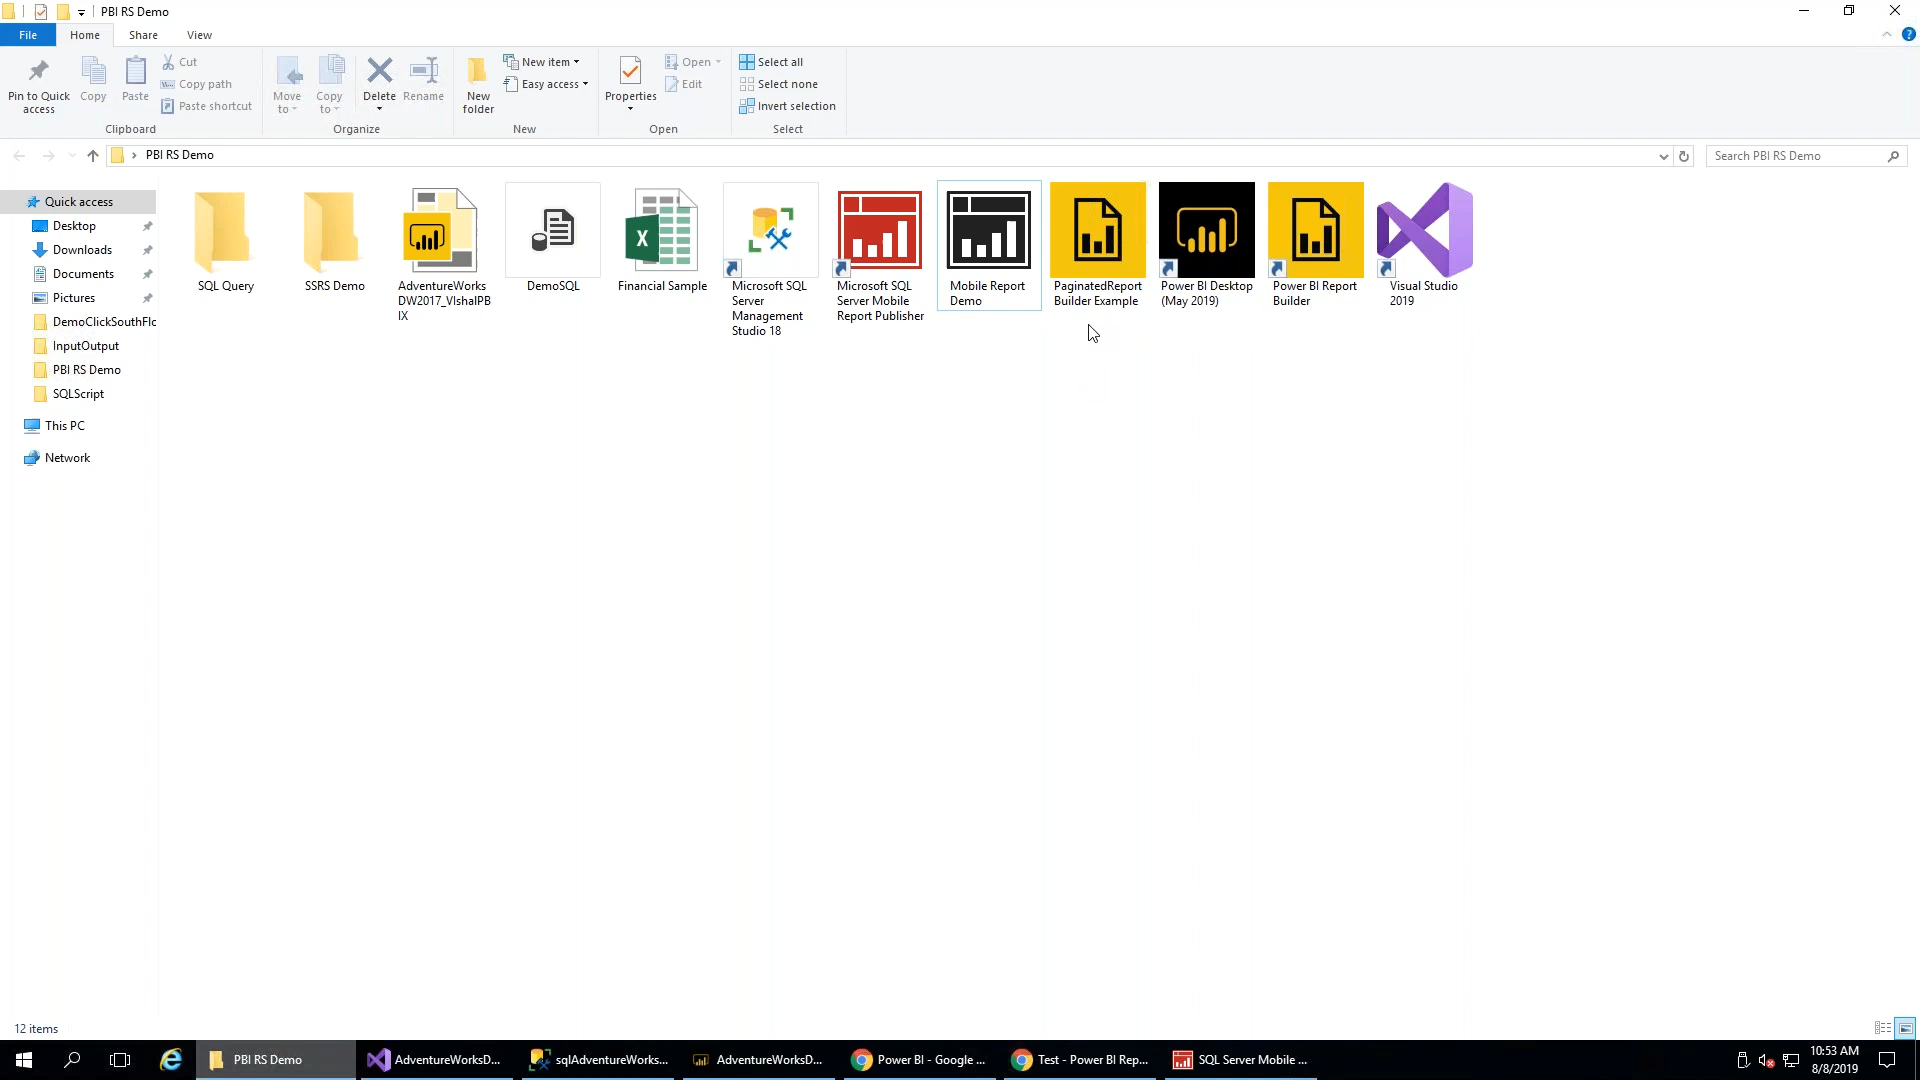 PBI RS Demo
File
Home
Share
View
Pin to Quick
access
Copy
Paste
Cut
Copy path
Paste shortcut
Clipboard
Move
to
Copy
to
Delete
Rename
Organize
New
folder
New item
Easy access
New
Properties
Open
Edit
Open
Select all
Select none
Invert selection
Select
PBI RS Demo
Search PBI RS Demo
Quick access
Desktop
Downloads
Documents
Pictures
DemoClickSouthFlc
InputOutput
PBI RS Demo
SQLScript
This PC
Network
SQL Query
SSRS Demo
AdventureWorks
DW2017_VIshalPB
IX
DemoSQL
X
Financial Sample
Microsoft SQL
Server
Management
Studio 18
Microsoft SQL
Server Mobile
Report Publisher
Mobile Report
Demo
PaginatedReport
Builder Example
Power BI Desktop
(May 2019)
Power BI Report
Builder
Visual Studio
2019
12 items
PBI RS Demo
AdventureWorksD...
sqlAdventureWorks...
AdventureWorksD...
Power BI - Google ...
Test - Power BI Rep...
SQL Server Mobile ...
10:53 AM
8/8/2019